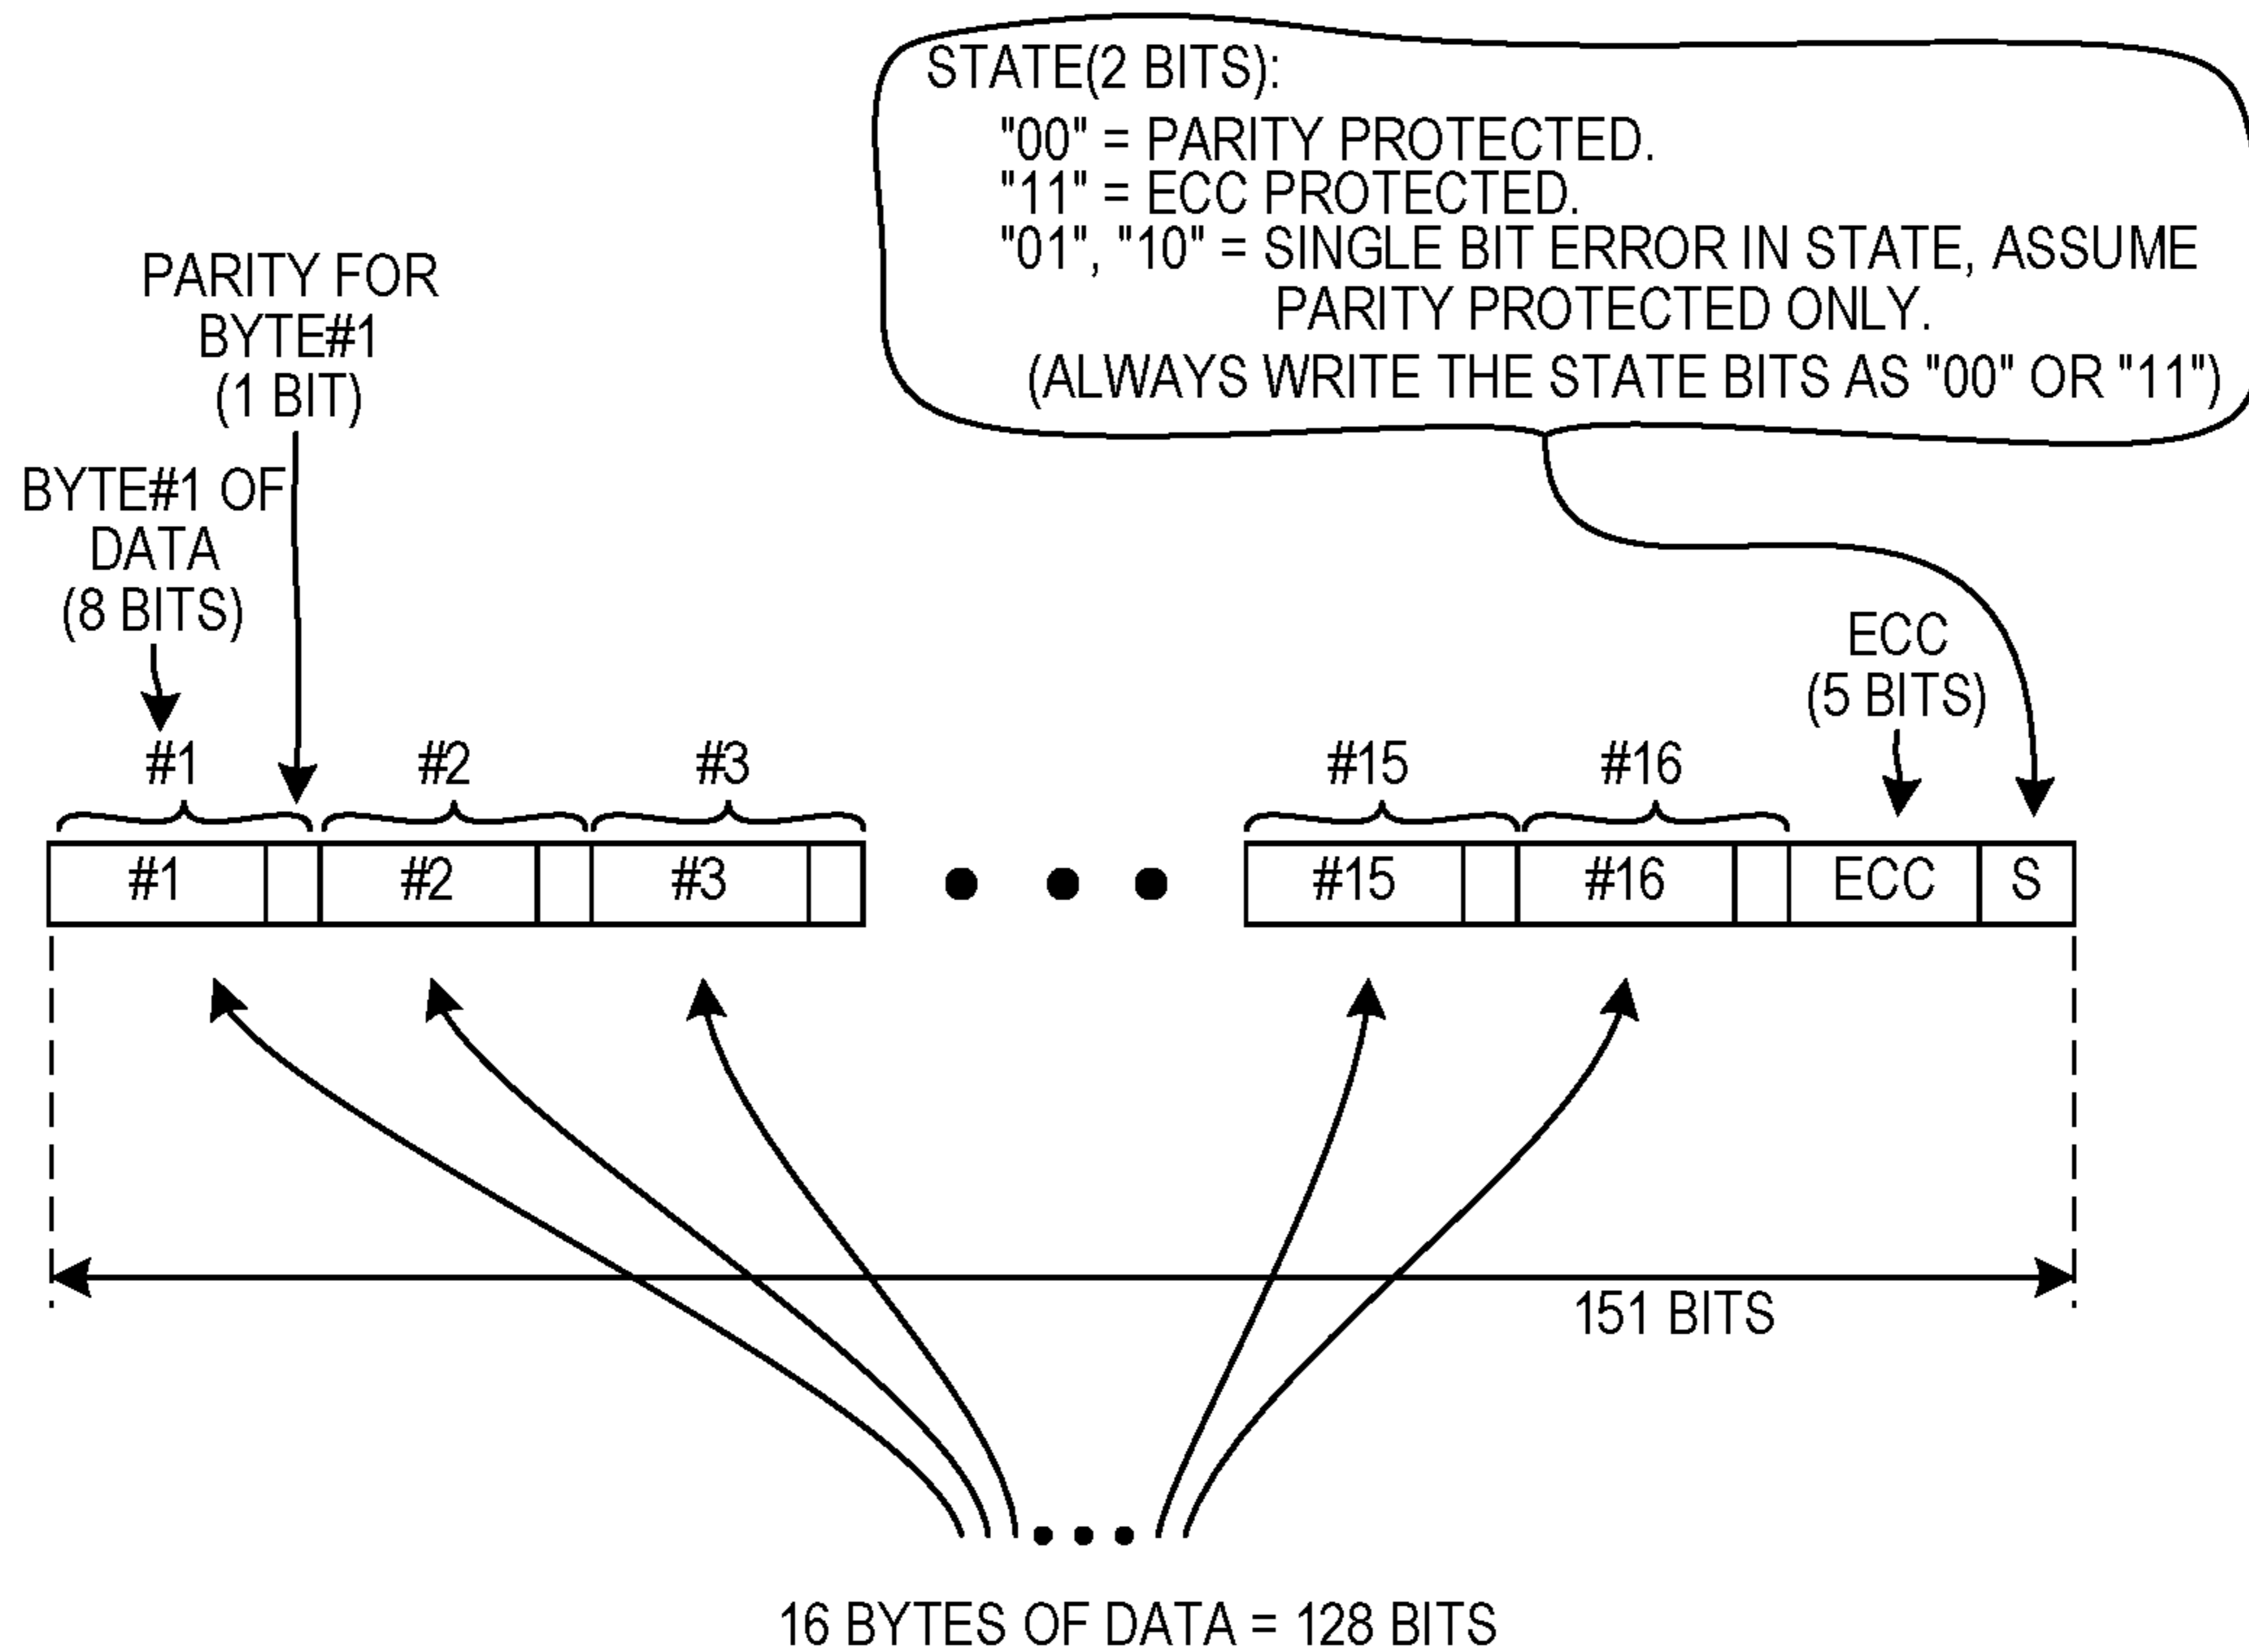 STATE(2 BITS):
"00" = PARITY PROTECTED.
"11" = ECC PROTECTED.
"01", "10" = SINGLE BIT ERROR IN STATE, ASSUME
PARITY PROTECTED ONLY.
(ALWAYS WRITE THE STATE BITS AS "00" OR "11")
PARITY FOR
BYTE#1
(1 BIT)
BYTE#1 OF
DATA
(8 BITS)
ECC
(5 BITS)
#1 #2 #3 #15 #16
#1 #2 #3 #15 #16 ECC S
151 BITS
16 BYTES OF DATA = 128 BITS